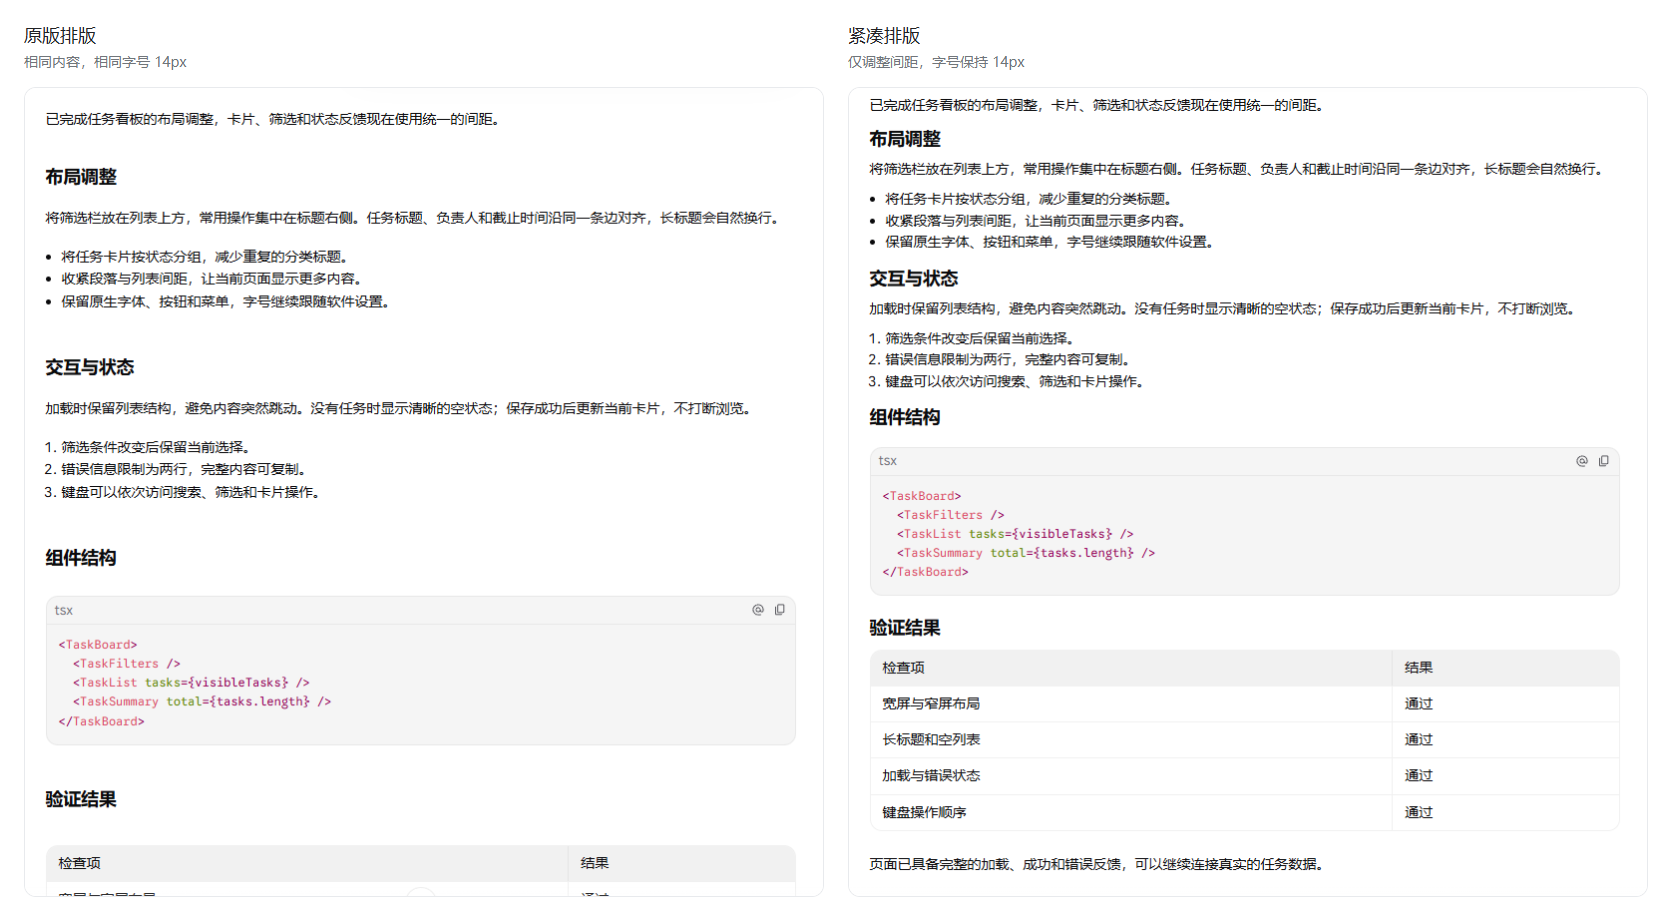 原版排版
相同内容，相同字号 14px
已完成任务看板的布局调整，卡片、筛选和状态反馈现在使用统一的间距。
布局调整
将筛选栏放在列表上方，常用操作集中在标题右侧。任务标题、负责人和截止时间沿同一条边对齐，长标题会自然换行。
• 将任务卡片按状态分组，减少重复的分类标题。
• 收紧段落与列表间距，让当前页面显示更多内容。
• 保留原生字体、按钮和菜单，字号继续跟随软件设置。
交互与状态
加载时保留列表结构，避免内容突然跳动。没有任务时显示清晰的空状态；保存成功后更新当前卡片，不打断浏览。
1. 筛选条件改变后保留当前选择。
2. 错误信息限制为两行，完整内容可复制。
3. 键盘可以依次访问搜索、筛选和卡片操作。
组件结构
tsx
<TaskBoard>
  <TaskFilters />
  <TaskList tasks={visibleTasks} />
  <TaskSummary total={tasks.length} />
</TaskBoard>
验证结果
检查项 结果
紧凑排版
仅调整间距，字号保持 14px
已完成任务看板的布局调整，卡片、筛选和状态反馈现在使用统一的间距。
布局调整
将筛选栏放在列表上方，常用操作集中在标题右侧。任务标题、负责人和截止时间沿同一条边对齐，长标题会自然换行。
• 将任务卡片按状态分组，减少重复的分类标题。
• 收紧段落与列表间距，让当前页面显示更多内容。
• 保留原生字体、按钮和菜单，字号继续跟随软件设置。
交互与状态
加载时保留列表结构，避免内容突然跳动。没有任务时显示清晰的空状态；保存成功后更新当前卡片，不打断浏览。
1. 筛选条件改变后保留当前选择。
2. 错误信息限制为两行，完整内容可复制。
3. 键盘可以依次访问搜索、筛选和卡片操作。
组件结构
tsx
<TaskBoard>
  <TaskFilters />
  <TaskList tasks={visibleTasks} />
  <TaskSummary total={tasks.length} />
</TaskBoard>
验证结果
检查项 结果
宽屏与窄屏布局 通过
长标题和空列表 通过
加载与错误状态 通过
键盘操作顺序 通过
页面已具备完整的加载、成功和错误反馈，可以继续连接真实的任务数据。